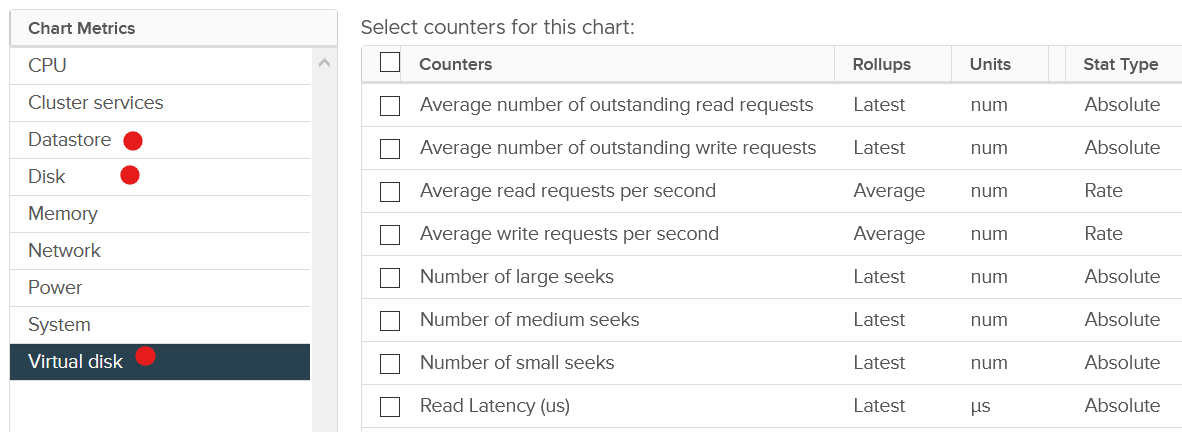 Chart Metrics
CPU
Cluster services
Datastore
Disk
Memory
Network
Power
System
Virtual disk
Select counters for this chart:
Counters Rollups Units Stat Type
Average number of outstanding read requests Latest num Absolute
Average number of outstanding write requests Latest num Absolute
Average read requests per second Average num Rate
Average write requests per second Average num Rate
Number of large seeks Latest num Absolute
Number of medium seeks Latest num Absolute
Number of small seeks Latest num Absolute
Read Latency (us) Latest µs Absolute